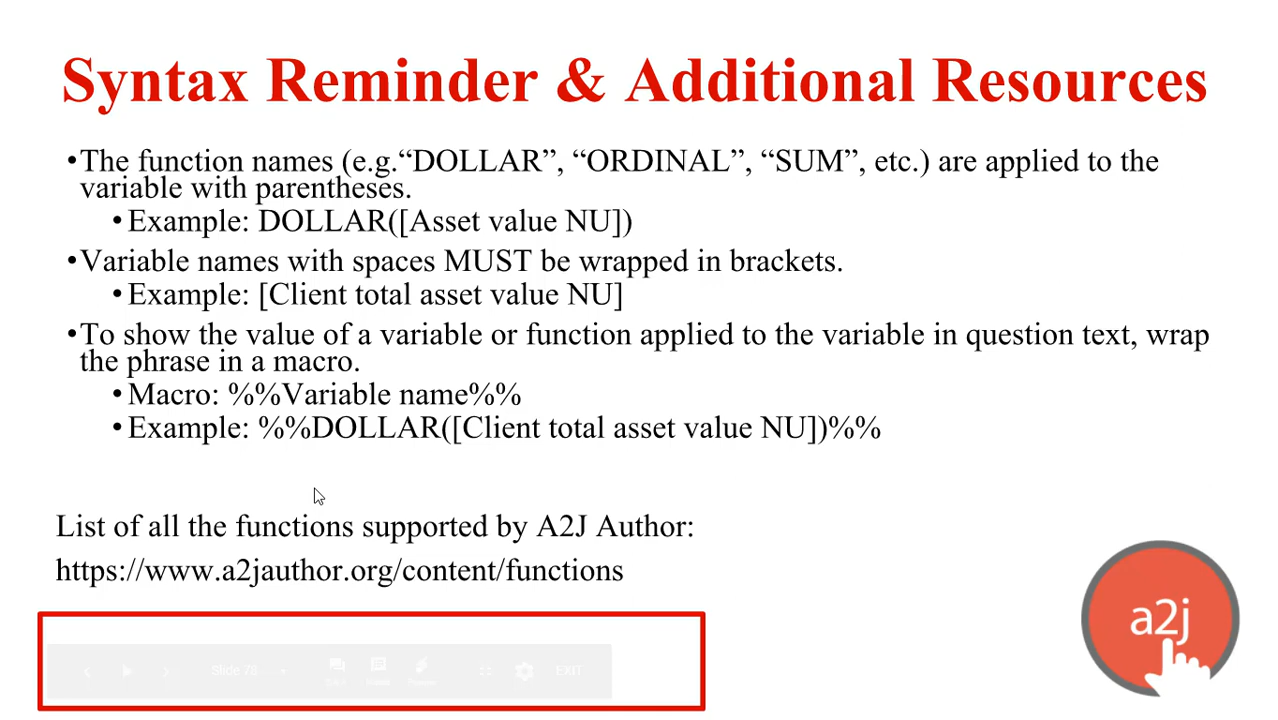 Syntax Reminder & Additional Resources
•The function names (e.g.“DOLLAR”, “ORDINAL”, “SUM”, etc.) are applied to the
variable with parentheses.
•Example: DOLLAR([Asset value NU])
•Variable names with spaces MUST be wrapped in brackets.
•Example: [Client total asset value NU]
•To show the value of a variable or function applied to the variable in question text, wrap
the phrase in a macro.
•Macro: %%Variable name%%
•Example: %%DOLLAR([Client total asset value NU])%%
List of all the functions supported by A2J Author:
https://www.a2jauthor.org/content/functions
a2j
Slide 78
EXIT